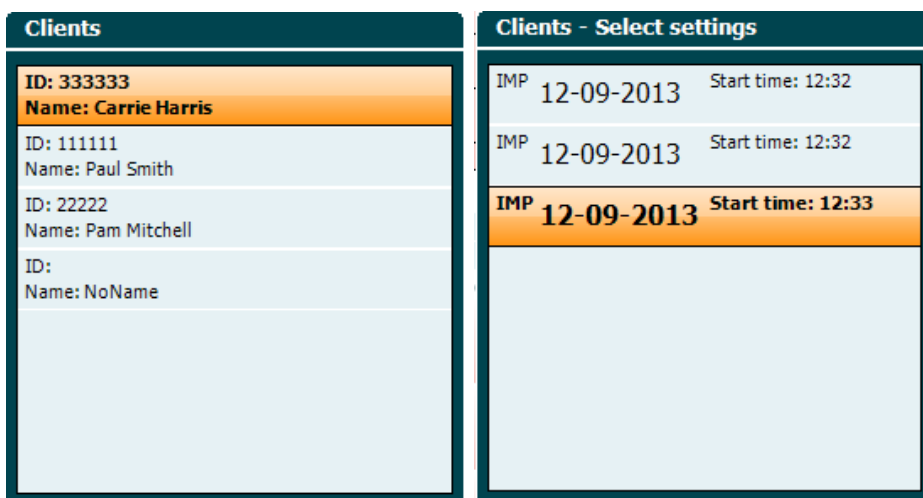 Clients
ID: 333333
Name: Carrie Harris
ID: 111111
Name: Paul Smith
ID: 22222
Name: Pam Mitchell
ID:
Name: NoName
Clients - Select settings
IMP 12-09-2013 Start time: 12:32
IMP 12-09-2013 Start time: 12:32
IMP 12-09-2013 Start time: 12:33